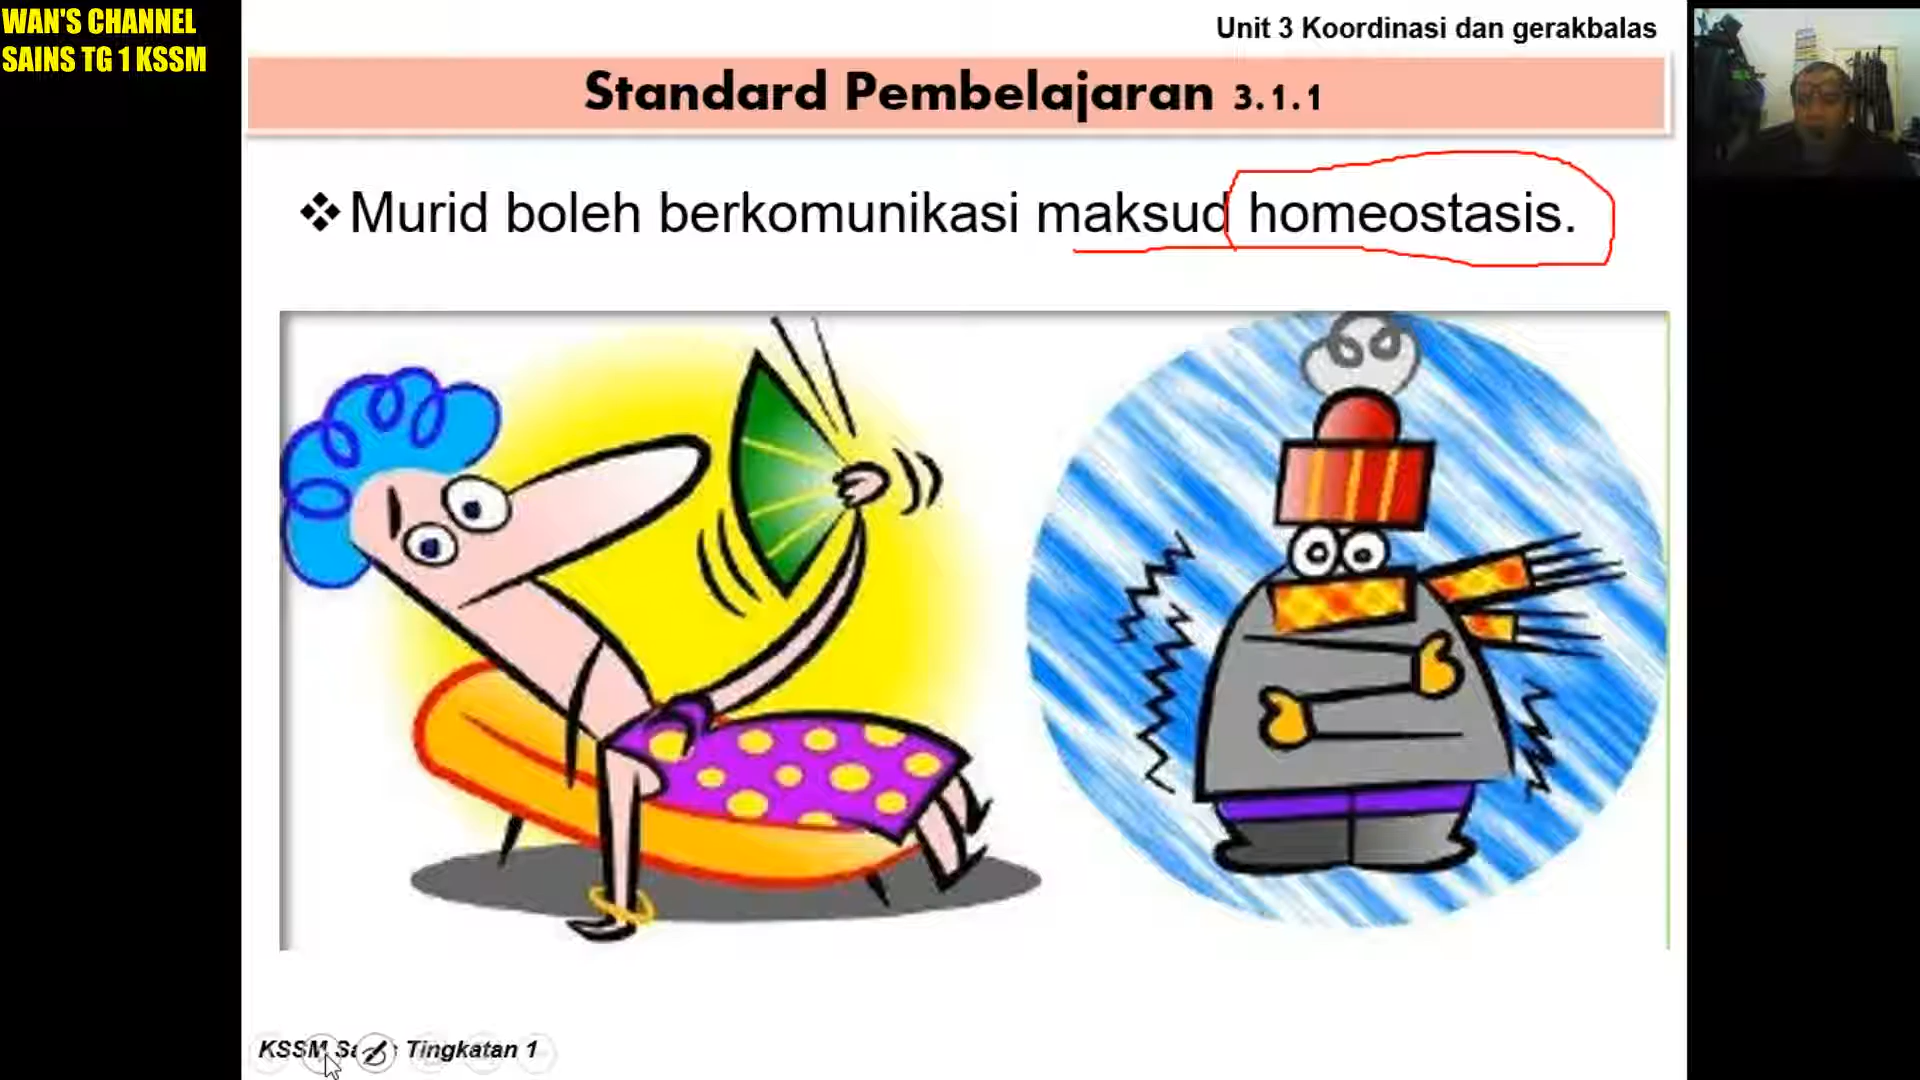 WAN'S CHANNEL
SAINS TG 1 KSSM
Unit 3 Koordinasi dan gerakbalas
Standard Pembelajaran 3.1.1
❖Murid boleh berkomunikasi maksud homeostasis.
KSSM Tingkatan 1